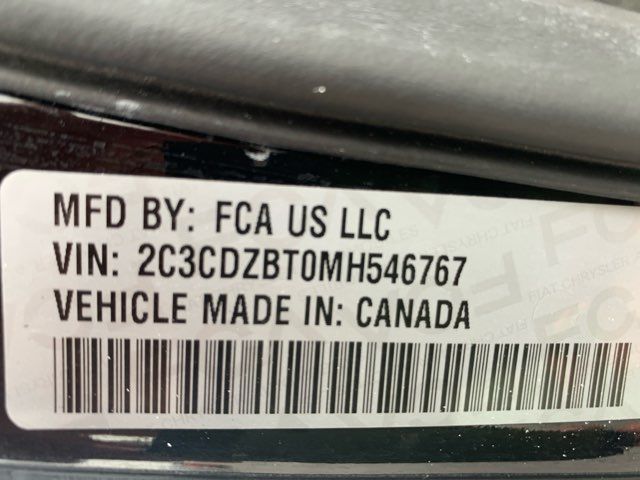 MFD BY: FCA US LLC
VIN: 2C3CDZBT0MH546767
VEHICLE MADE IN: CANADA